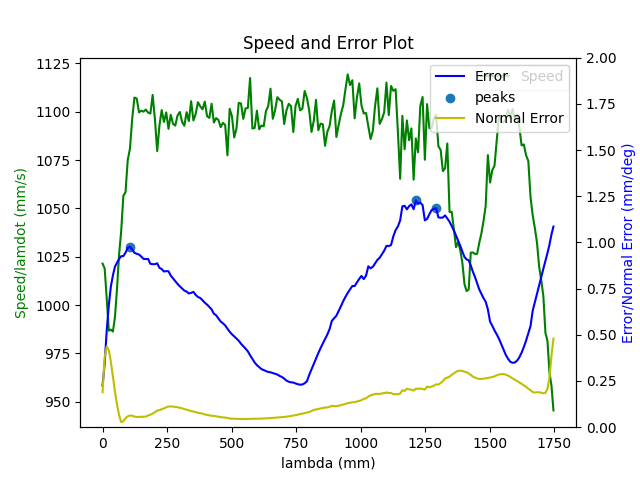 Speed and Error Plot
1125
1100
1075
1050
1025
1000
975
950
Speed/lamdot (mm/s)
2.00
1.75
1.50
1.25
1.00
0.75
0.50
0.25
0.00
Error/Normal Error (mm/deg)
Error
Speed
peaks
Normal Error
0 250 500 750 1000 1250 1500 1750
lambda (mm)